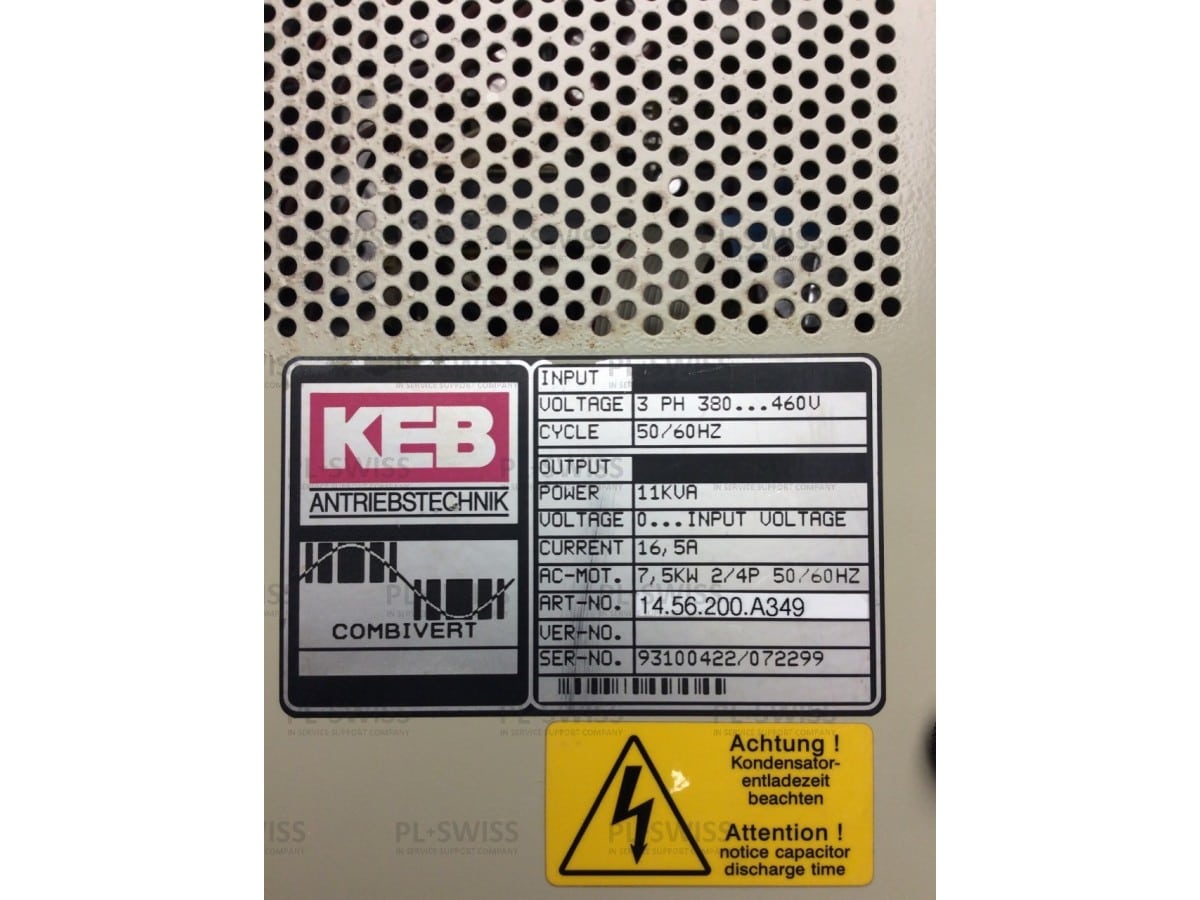 KEB
ANTRIEBSTECHNIK
COMBIVERT
INPUT
VOLTAGE 3 PH 380...460V
CYCLE 50/60HZ
OUTPUT
POWER 11KVA
VOLTAGE 0...INPUT VOLTAGE
CURRENT 16,5A
AC-MOT. 7,5KW 2/4P 50/60HZ
ART-NO. 14.56.200.A349
VER-NO.
SER-NO. 93100422/072299
Achtung !
Kondensator-
entladezeit
beachten
Attention !
notice capacitor
discharge time
PL+SWISS
IN SERVICE SUPPORT COMPANY